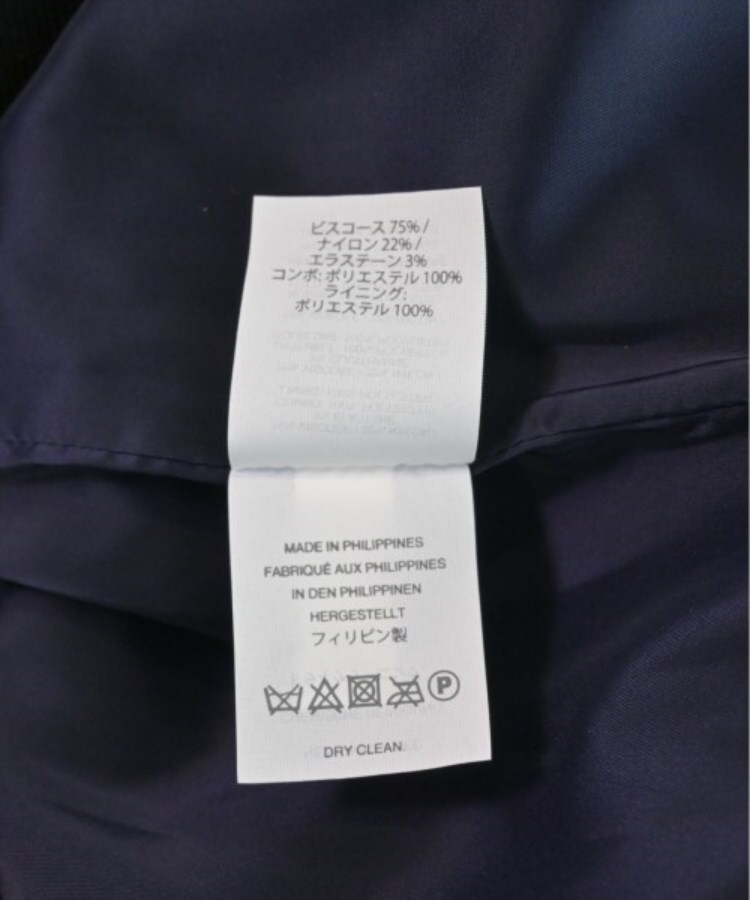 ビスコース 75% /
ナイロン 22% /
エラステーン 3%
コンボ: ポリエステル 100%
ライニング:
ポリエステル 100%
MADE IN PHILIPPINES
FABRIQUÉ AUX PHILIPPINES
IN DEN PHILIPPINEN
HERGESTELLT
フィリピン製
P
DRY CLEAN